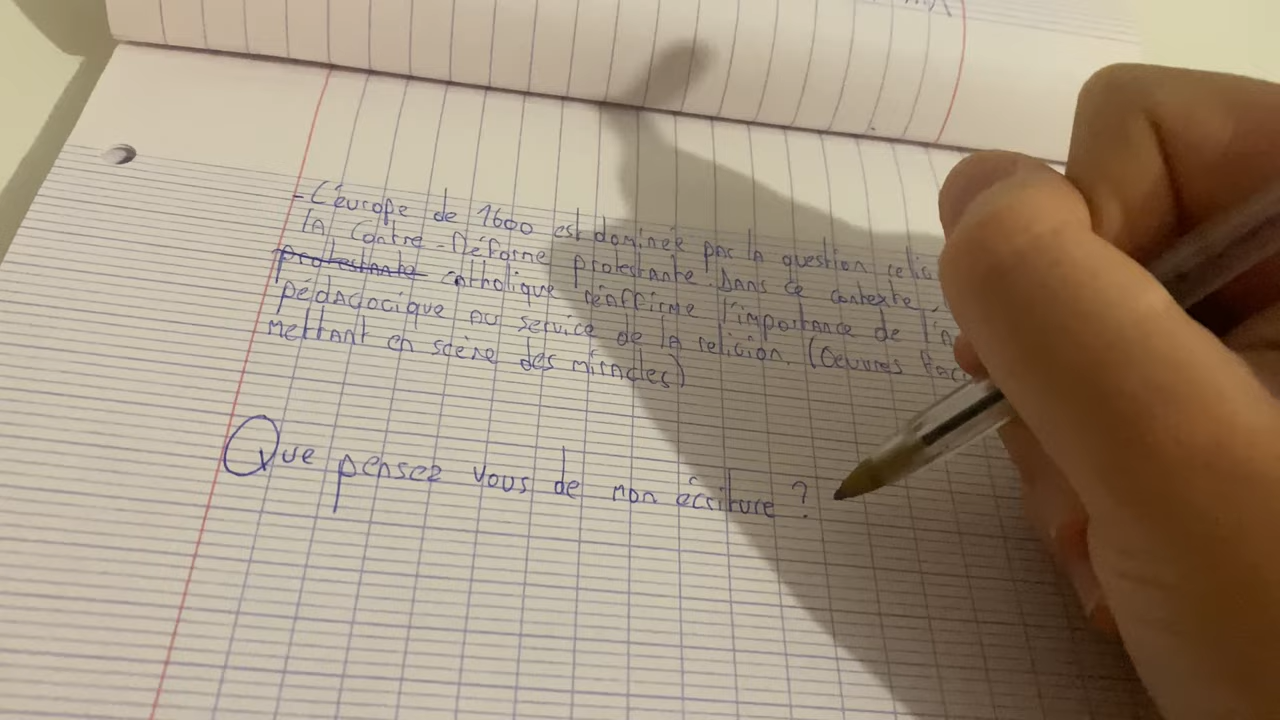 - L'europe de 1600 est dominée par la question
la Contre-Réforme protestante. Dans ce contexte,
protestante catholique réaffirme l'importance de
pédagogique au service de la religion. (Oeuvres
mettant en scène des miracles)
Que pensez vous de mon écriture ?